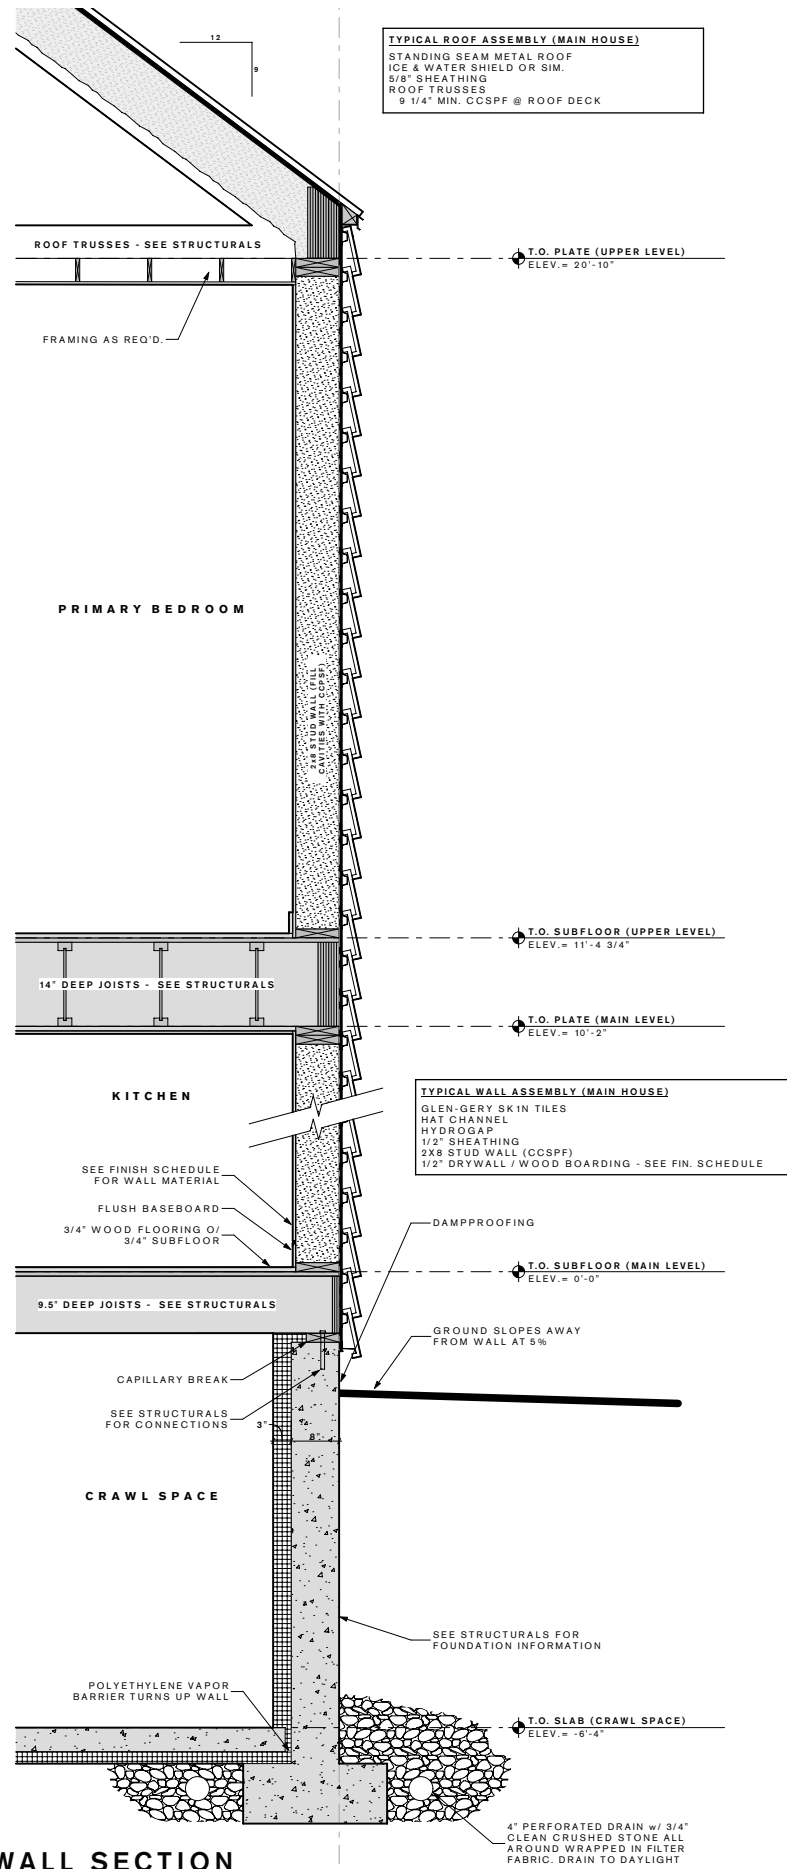 TYPICAL ROOF ASSEMBLY (MAIN HOUSE)
STANDING SEAM METAL ROOF
ICE & WATER SHIELD OR SIM.
5/8" SHEATHING
ROOF TRUSSES
9 1/4" MIN. CCSPF @ ROOF DECK
12
9
ROOF TRUSSES - SEE STRUCTURALS
T.O. PLATE (UPPER LEVEL)
ELEV.= 20'-10"
FRAMING AS REQ'D.
PRIMARY BEDROOM
2x8 STUD WALL (FILL
CAVITIES WITH CCPSF)
T.O. SUBFLOOR (UPPER LEVEL)
ELEV.= 11'-4 3/4"
14" DEEP JOISTS - SEE STRUCTURALS
T.O. PLATE (MAIN LEVEL)
ELEV.= 10'-2"
KITCHEN
TYPICAL WALL ASSEMBLY (MAIN HOUSE)
GLEN-GERY SK1N TILES
HAT CHANNEL
HYDROGAP
1/2" SHEATHING
2X8 STUD WALL (CCSPF)
1/2" DRYWALL / WOOD BOARDING - SEE FIN. SCHEDULE
SEE FINISH SCHEDULE
FOR WALL MATERIAL
FLUSH BASEBOARD
3/4" WOOD FLOORING O/
3/4" SUBFLOOR
DAMPPROOFING
T.O. SUBFLOOR (MAIN LEVEL)
ELEV.= 0'-0"
9.5" DEEP JOISTS - SEE STRUCTURALS
GROUND SLOPES AWAY
FROM WALL AT 5%
CAPILLARY BREAK
SEE STRUCTURALS
FOR CONNECTIONS
3"
8"
CRAWL SPACE
SEE STRUCTURALS FOR
FOUNDATION INFORMATION
POLYETHYLENE VAPOR
BARRIER TURNS UP WALL
T.O. SLAB (CRAWL SPACE)
ELEV.= -6'-4"
4" PERFORATED DRAIN w/ 3/4"
CLEAN CRUSHED STONE ALL
AROUND WRAPPED IN FILTER
FABRIC. DRAIN TO DAYLIGHT
WALL SECTION